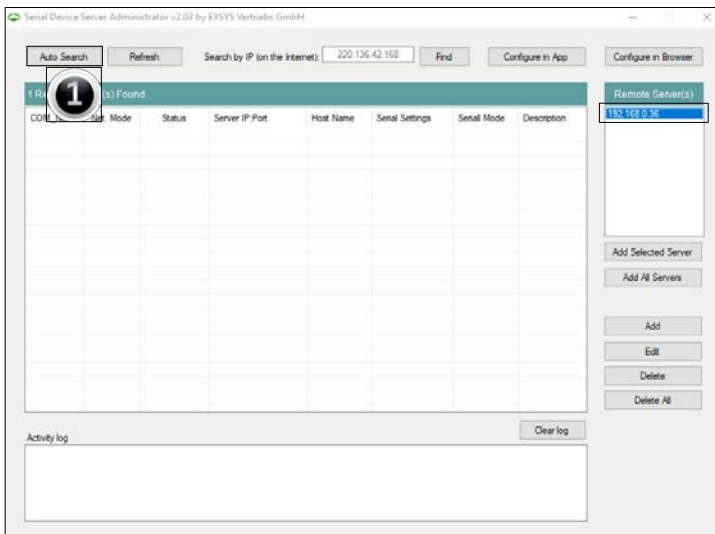 Serial Device Server Administrator v2.03 by EXSYS Vertriebs GmbH
Auto Search Refresh Search by IP (on the Internet): 220.136.42.168 Find Configure in App Configure in Browser
1 (s) Found Remote Server(s)
1
Mode Status Server IP:Port Host Name Serial Settings Serial Mode Description
192.168.0.36
Add Selected Server
Add All Servers
Add
Edit
Delete
Delete All
Activity log Clear log